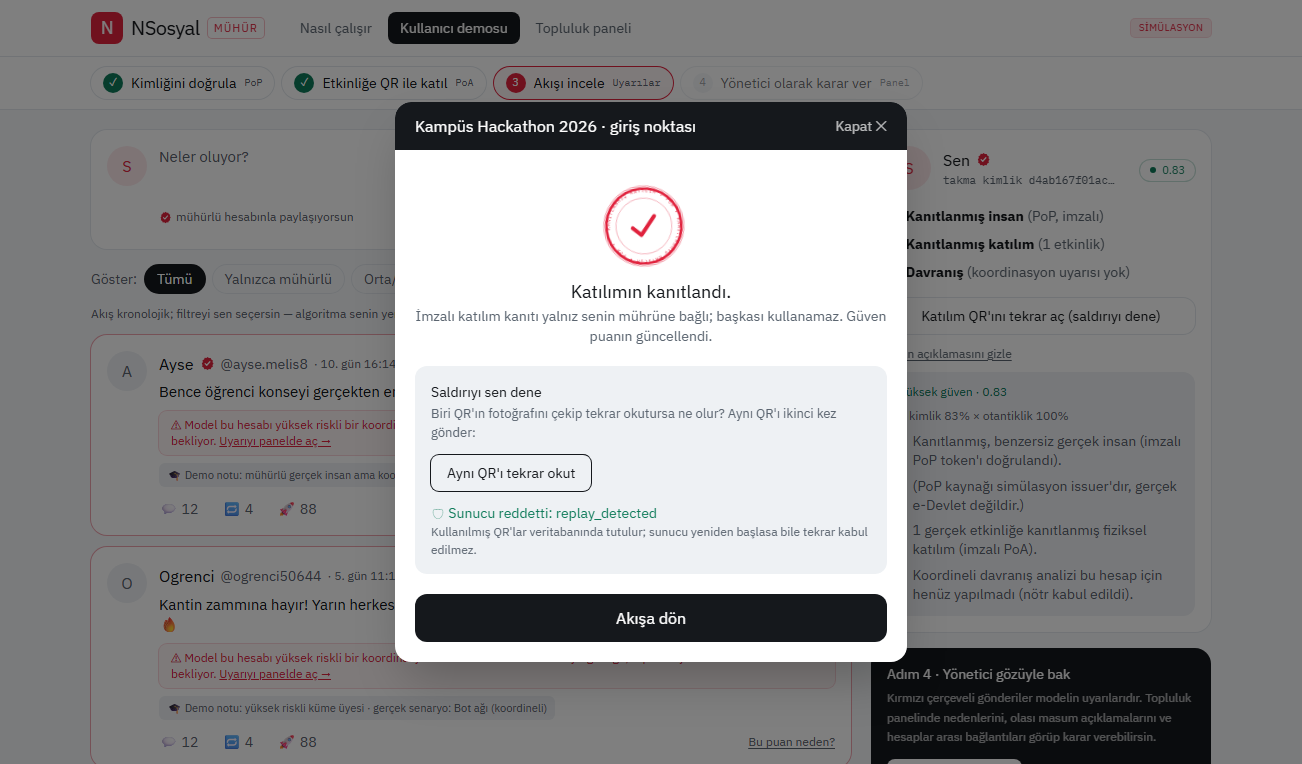 N NSosyal MÜHÜR Nasıl çalışır Kullanıcı demosu Topluluk paneli SİMÜLASYON
Kimliğini doğrula PoP Etkinliğe QR ile katıl PoA 3 Akışı incele Uyarılar 4 Yönetici olarak karar ver Panel
Kampüs Hackathon 2026 · giriş noktası Kapat
Katılımın kanıtlandı.
İmzalı katılım kanıtı yalnız senin mührüne bağlı; başkası kullanamaz. Güven
puanın güncellendi.
Saldırıyı sen dene
Biri QR'ın fotoğrafını çekip tekrar okutursa ne olur? Aynı QR'ı ikinci kez
gönder:
Aynı QR'ı tekrar okut
Sunucu reddetti: replay_detected
Kullanılmış QR'lar veritabanında tutulur; sunucu yeniden başlasa bile tekrar kabul
edilmez.
Akışa dön
S Neler oluyor?
mühürlü hesabınla paylaşıyorsun
Göster: Tümü Yalnızca mühürlü Orta/
Akış kronolojik; filtreyi sen seçersin — algoritma senin ye
A Ayse @ayse.melis8 · 10. gün 16:14
Bence öğrenci konseyi gerçekten er
⚠ Model bu hesabı yüksek riskli bir koordi
bekliyor. Uyarıyı panelde aç →
Demo notu: mühürlü gerçek insan ama koo
12 4 88
O Ogrenci @ogrenci50644 · 5. gün 11:1
Kantin zammına hayır! Yarın herkes
🔥
⚠ Model bu hesabı yüksek riskli bir koordin
bekliyor. Uyarıyı panelde aç →
Demo notu: yüksek riskli küme üyesi · gerçek senaryo: Bot ağı (koordineli)
12 4 88 Bu puan neden?
S Sen 0.83
takma kimlik d4ab167f01ac…
Kanıtlanmış insan (PoP, imzalı)
Kanıtlanmış katılım (1 etkinlik)
Davranış (koordinasyon uyarısı yok)
Katılım QR'ını tekrar aç (saldırıyı dene)
n açıklamasını gizle
üksek güven · 0.83
kimlik 83% × otantiklik 100%
Kanıtlanmış, benzersiz gerçek insan (imzalı
PoP token'ı doğrulandı).
(PoP kaynağı simülasyon issuer'dır, gerçek
e-Devlet değildir.)
1 gerçek etkinliğe kanıtlanmış fiziksel
katılım (imzalı PoA).
Koordineli davranış analizi bu hesap için
henüz yapılmadı (nötr kabul edildi).
Adım 4 · Yönetici gözüyle bak
Kırmızı çerçeveli gönderiler modelin uyarılarıdır. Topluluk
panelinde nedenlerini, olası masum açıklamalarını ve
hesaplar arası bağlantıları görüp karar verebilirsin.